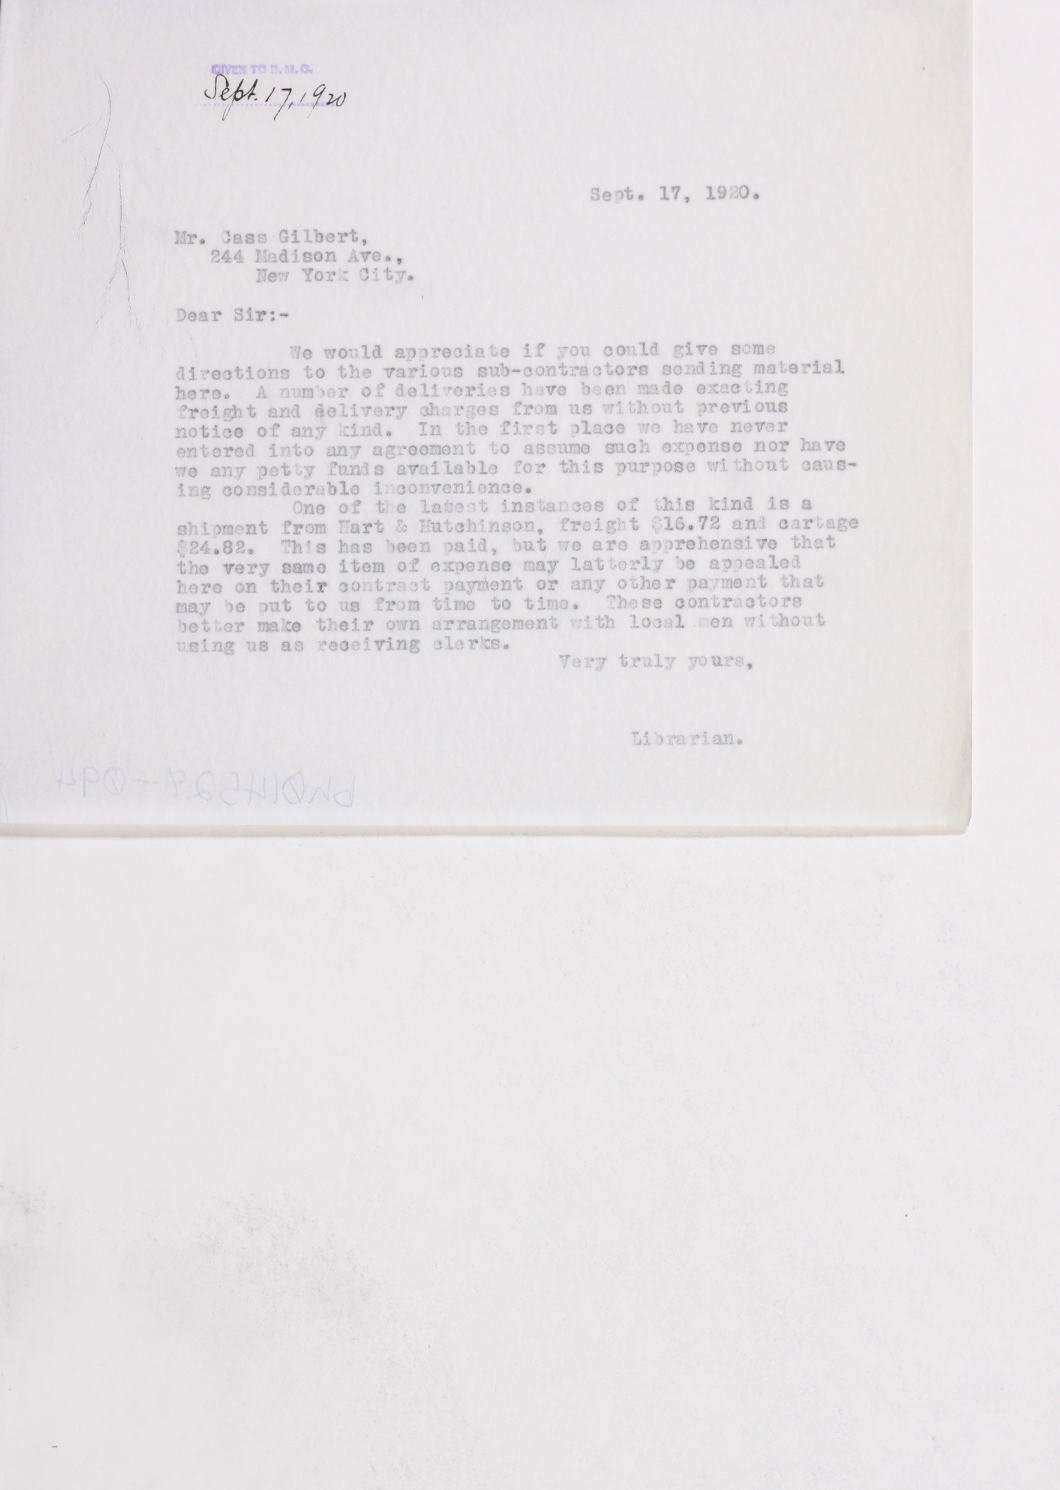 GIVEN TO S.M.G.
Sept. 17, 1920
Sept. 17, 1920.
Mr. Cass Gilbert,
244 Madison Ave.,
New York City.
Dear Sir:-
We would appreciate if you could give some
directions to the various sub-contractors sending material
here. A number of deliveries have been made exacting
freight and delivery charges from us without previous
notice of any kind. In the first place we have never
entered into any agreement to assume such expense nor have
we any petty funds available for this purpose without caus-
ing considerable inconvenience.
One of the latest instances of this kind is a
shipment from Hart & Hutchinson, freight $16.72 and cartage
$24.82. This has been paid, but we are apprehensive that
the very same item of expense may latterly be appealed
here on their contract payment or any other payment that
may be put to us from time to time. These contractors
better make their own arrangement with local men without
using us as receiving clerks.
Very truly yours,
Librarian.